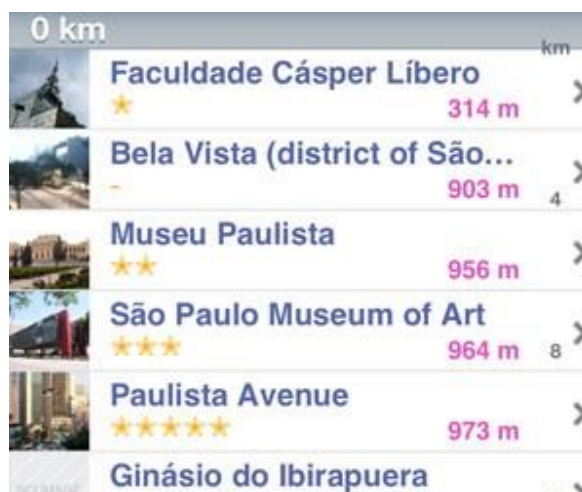 0 km
km
Faculdade Cásper Líbero
314 m
Bela Vista (district of São...
903 m
4
Museu Paulista
956 m
São Paulo Museum of Art
964 m
8
Paulista Avenue
973 m
Ginásio do Ibirapuera